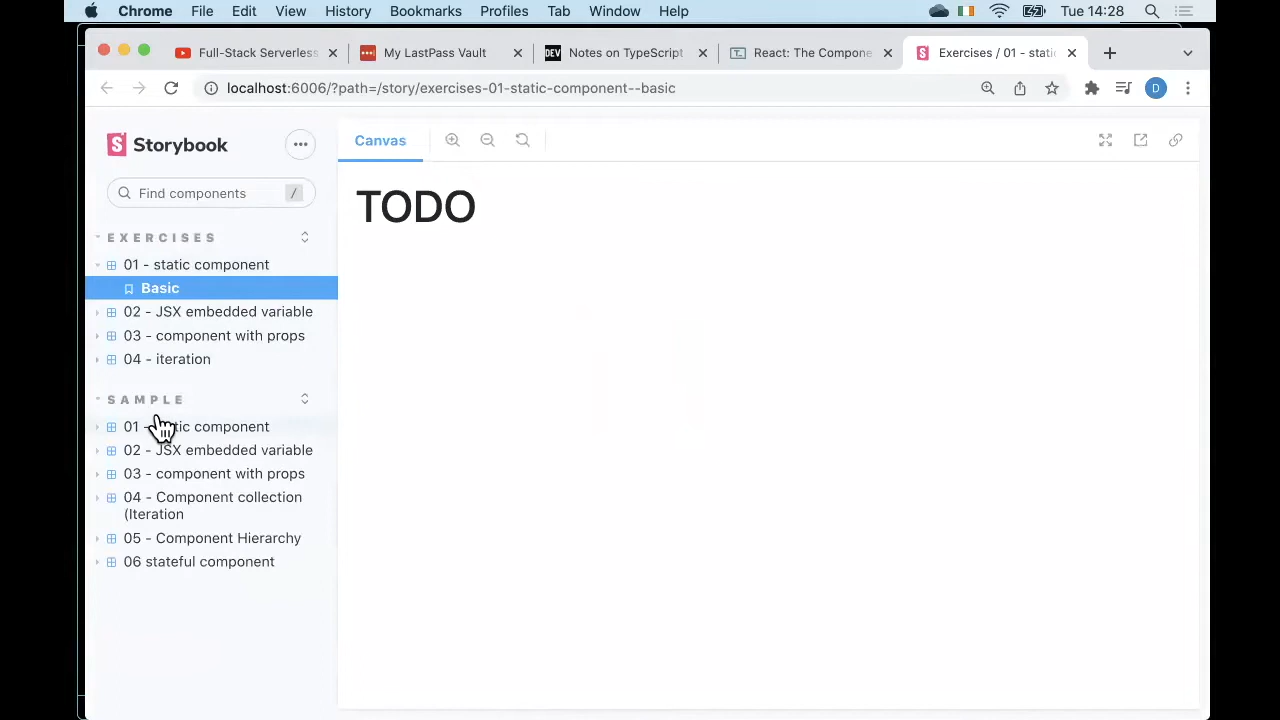 Chrome File Edit View History Bookmarks Profiles Tab Window Help Tue 14:28
Full-Stack Serverless My LastPass Vault DEV Notes on TypeScript React: The Compone Exercises / 01 - static
localhost:6006/?path=/story/exercises-01-static-component--basic D
Storybook
Canvas
Find components /
TODO
EXERCISES
01 - static component
Basic
02 - JSX embedded variable
03 - component with props
04 - iteration
SAMPLE
01 - static component
02 - JSX embedded variable
03 - component with props
04 - Component collection
(Iteration
05 - Component Hierarchy
06 stateful component